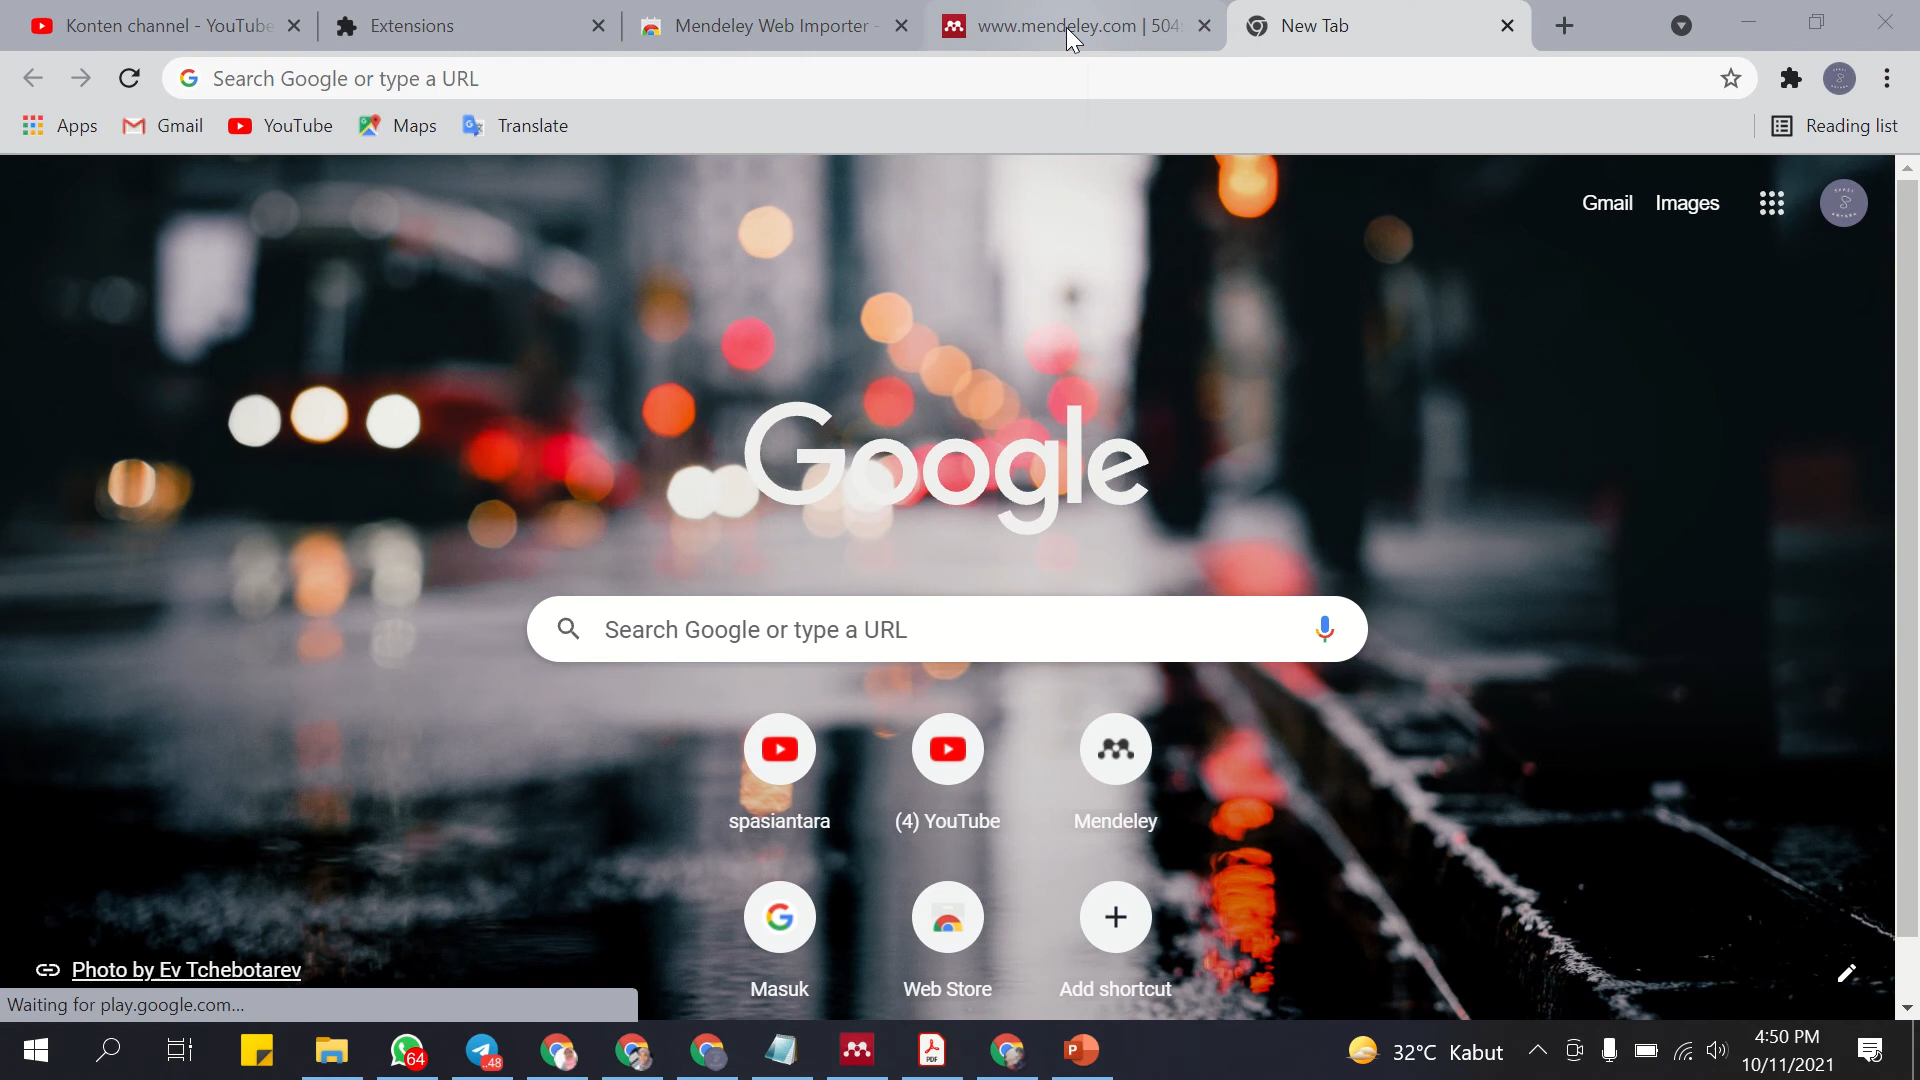 Konten channel - YouTube
Extensions
Mendeley Web Importer -
www.mendeley.com | 504:
New Tab
Search Google or type a URL
Apps
Gmail
YouTube
Maps
Translate
Reading list
Gmail
Images
Google
Search Google or type a URL
spasiantara
(4) YouTube
Mendeley
Masuk
Web Store
Add shortcut
Photo by Ev Tchebotarev
Waiting for play.google.com...
64
..48
PDF
P
32°C Kabut
4:50 PM
10/11/2021